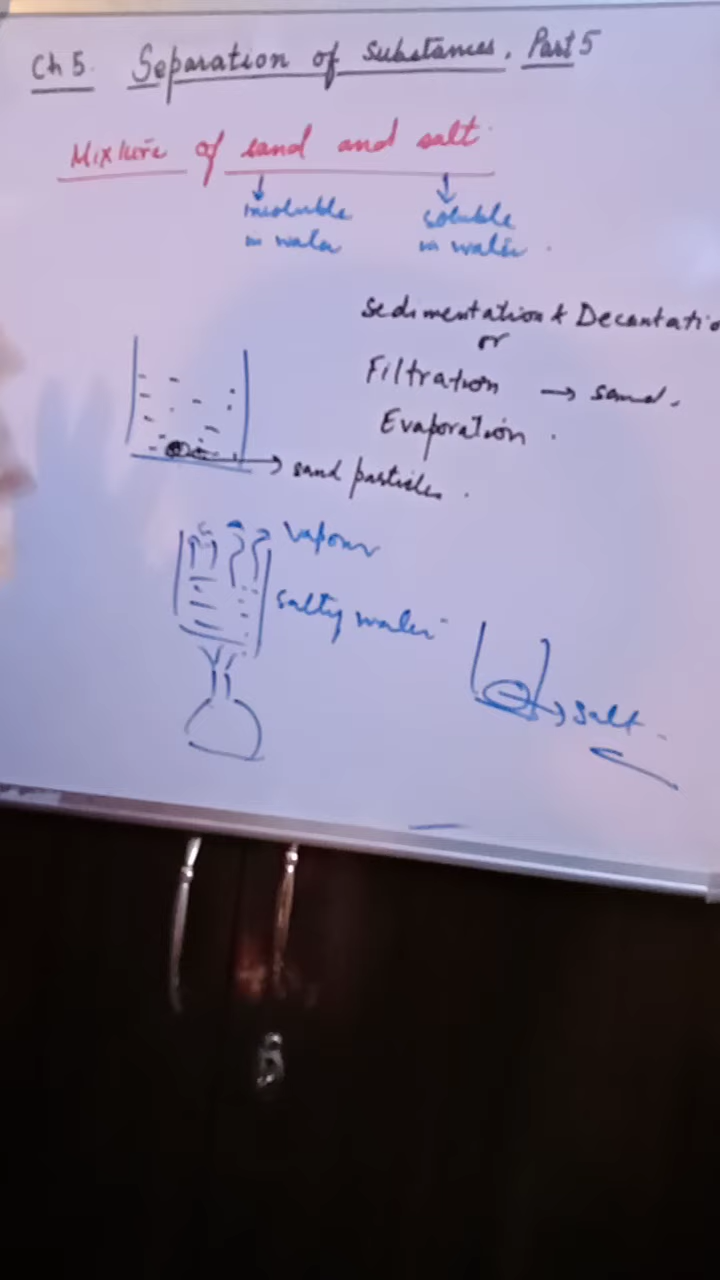 Ch 5. Separation of Substances. Part 5
Mixture of sand and salt.
insoluble
in water
soluble
in water.
Sedimentation & Decantatio
or
Filtration → sand.
Evaporation.
→ sand particles.
vapour
salty water
→ salt.